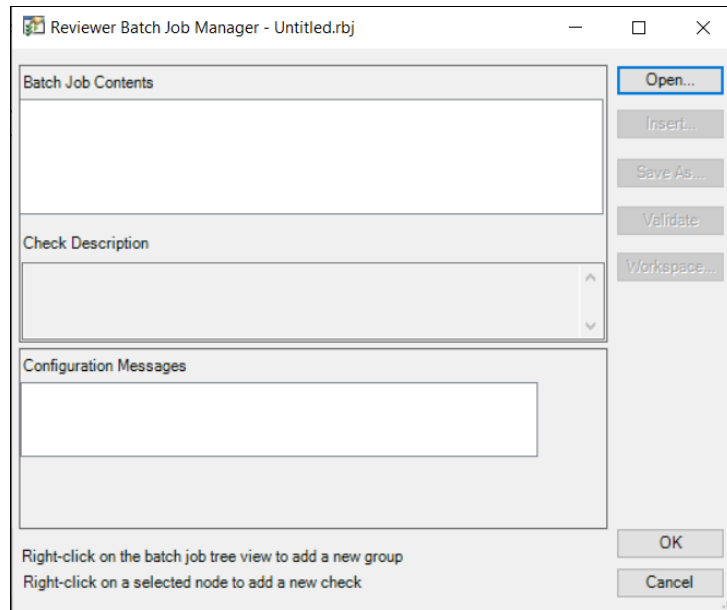 Reviewer Batch Job Manager - Untitled.rbj
Batch Job Contents
Open...
Insert...
Save As...
Validate
Check Description
Workspace...
Configuration Messages
Right-click on the batch job tree view to add a new group
Right-click on a selected node to add a new check
OK
Cancel